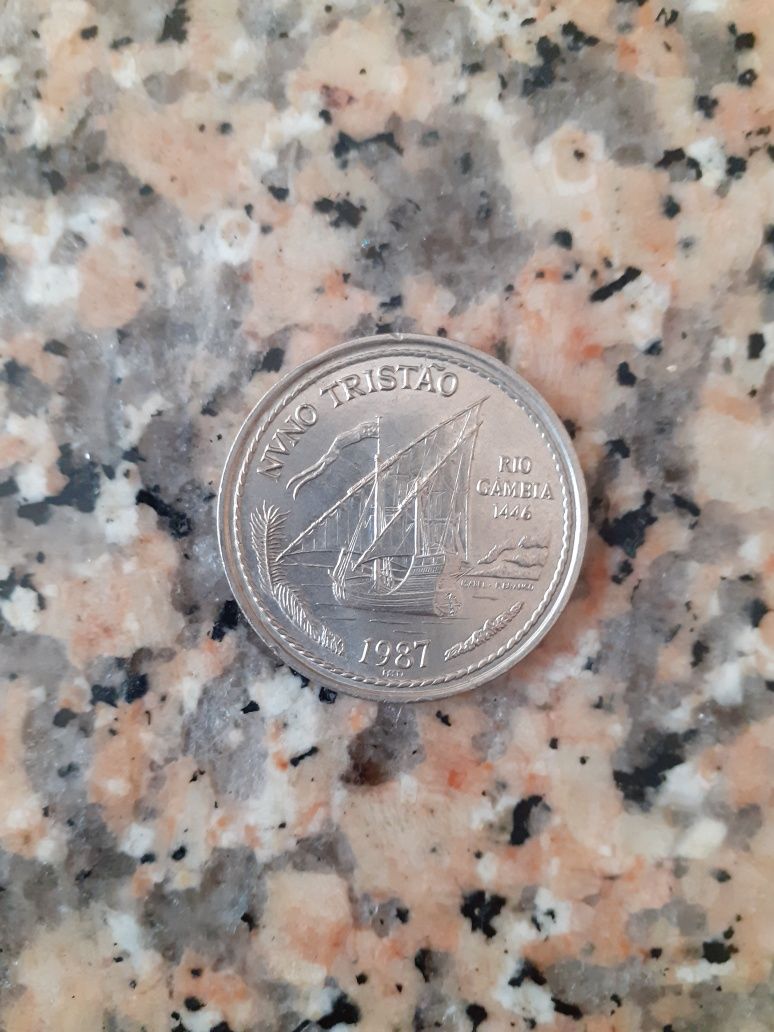 NVNO TRISTÃO
RIO
GÂMBIA
1446
1987